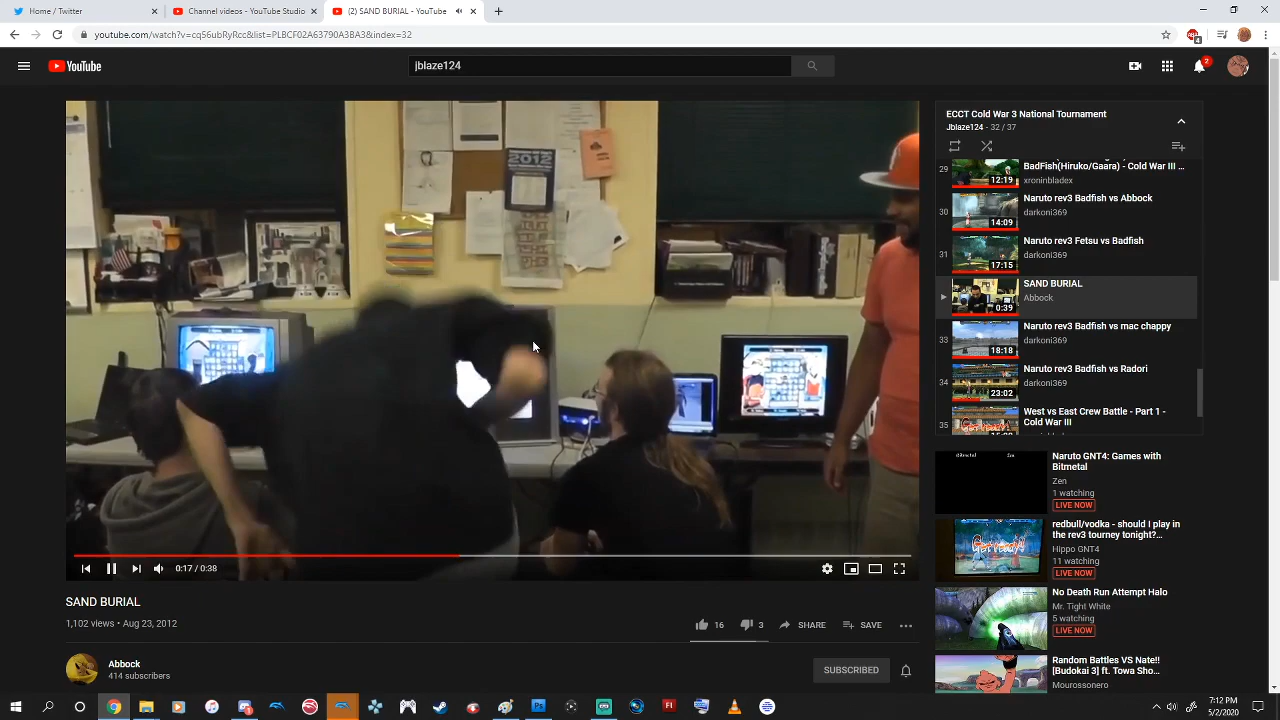 Home / Twitter
Channel videos - YouTube Studio
(2) SAND BURIAL - YouTube
youtube.com/watch?v=cq56ubRyRcc&list=PLBCF02A63790A3BA3&index=32
4
YouTube
jblaze124
2
2012
ECCT Cold War 3 National Tournament
Jblaze124 - 32 / 37
29
12:19
BadFish(Hiruko/Gaara) - Cold War III ...
xroninbladex
30
14:09
Naruto rev3 Badfish vs Abbock
darkoni369
31
17:15
Naruto rev3 Fetsu vs Badfish
darkoni369
0:39
SAND BURIAL
Abbock
33
18:18
Naruto rev3 Badfish vs mac chappy
darkoni369
34
23:02
Naruto rev3 Badfish vs Radori
darkoni369
35
West vs East Crew Battle - Part 1 -
Cold War III
0:17 / 0:38
SAND BURIAL
1,102 views • Aug 23, 2012
16
3
SHARE
SAVE
Abbock
414 subscribers
SUBSCRIBED
Bitmetal
Zen
Naruto GNT4: Games with
Bitmetal
Zen
1 watching
LIVE NOW
Get ready!
redbull/vodka - should I play in
the rev3 tourney tonight?...
Hippo GNT4
11 watching
LIVE NOW
No Death Run Attempt Halo
Mr. Tight White
5 watching
LIVE NOW
Random Battles VS Nate!!
[Budokai 3] ft. Towa Sho...
Mourossonero
7:12 PM
5/2/2020